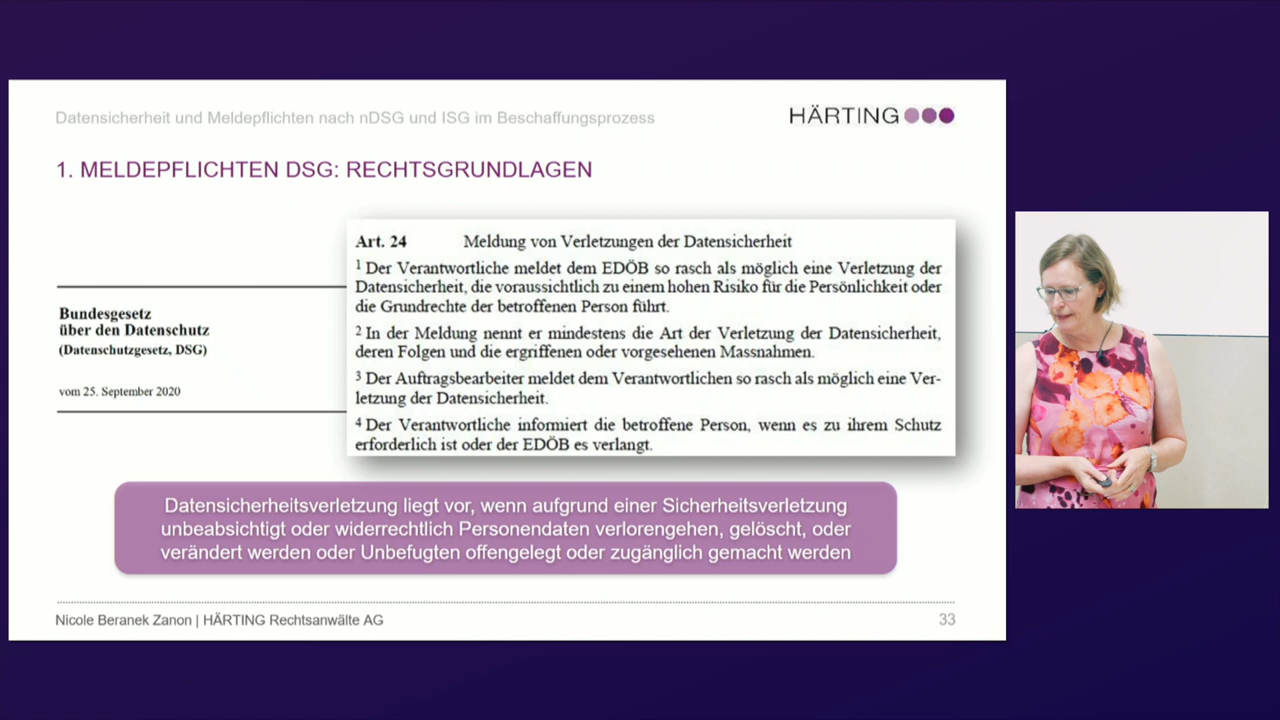 Datensicherheit und Meldepflichten nach nDSG und ISG im Beschaffungsprozess
HÄRTING
1. MELDEPFLICHTEN DSG: RECHTSGRUNDLAGEN
Bundesgesetz
über den Datenschutz
(Datenschutzgesetz, DSG)
vom 25. September 2020
Art. 24 Meldung von Verletzungen der Datensicherheit
1 Der Verantwortliche meldet dem EDÖB so rasch als möglich eine Verletzung der
Datensicherheit, die voraussichtlich zu einem hohen Risiko für die Persönlichkeit oder
die Grundrechte der betroffenen Person führt.
2 In der Meldung nennt er mindestens die Art der Verletzung der Datensicherheit,
deren Folgen und die ergriffenen oder vorgesehenen Massnahmen.
3 Der Auftragsbearbeiter meldet dem Verantwortlichen so rasch als möglich eine Ver-
letzung der Datensicherheit.
4 Der Verantwortliche informiert die betroffene Person, wenn es zu ihrem Schutz
erforderlich ist oder der EDÖB es verlangt.
Datensicherheitsverletzung liegt vor, wenn aufgrund einer Sicherheitsverletzung
unbeabsichtigt oder widerrechtlich Personendaten verlorengehen, gelöscht, oder
verändert werden oder Unbefugten offengelegt oder zugänglich gemacht werden
Nicole Beranek Zanon | HÄRTING Rechtsanwälte AG
33